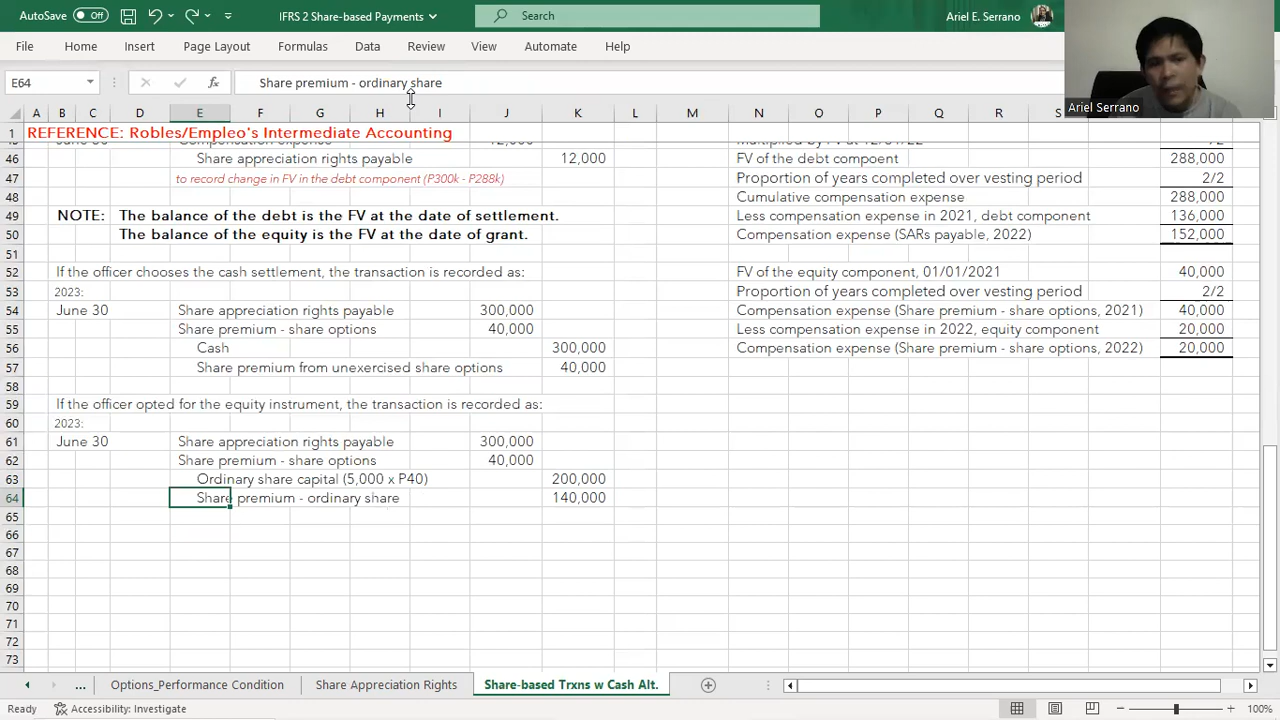 AutoSave Off IFRS 2 Share-based Payments Search Ariel E. Serrano
File Home Insert Page Layout Formulas Data Review View Automate Help
E64 fx Share premium - ordinary share
Ariel Serrano
A B C D E F G H I J K L M N O P Q R S
1 REFERENCE: Robles/Empleo's Intermediate Accounting
46 Share appreciation rights payable 12,000 FV of the debt compoent 288,000
47 to record change in FV in the debt component (P300k - P288k) Proportion of years completed over vesting period 2/2
48 Cumulative compensation expense 288,000
49 NOTE: The balance of the debt is the FV at the date of settlement. Less compensation expense in 2021, debt component 136,000
50 The balance of the equity is the FV at the date of grant. Compensation expense (SARs payable, 2022) 152,000
51
52 If the officer chooses the cash settlement, the transaction is recorded as: FV of the equity component, 01/01/2021 40,000
53 2023: Proportion of years completed over vesting period 2/2
54 June 30 Share appreciation rights payable 300,000 Compensation expense (Share premium - share options, 2021) 40,000
55 Share premium - share options 40,000 Less compensation expense in 2022, equity component 20,000
56 Cash 300,000 Compensation expense (Share premium - share options, 2022) 20,000
57 Share premium from unexercised share options 40,000
58
59 If the officer opted for the equity instrument, the transaction is recorded as:
60 2023:
61 June 30 Share appreciation rights payable 300,000
62 Share premium - share options 40,000
63 Ordinary share capital (5,000 x P40) 200,000
64 Share premium - ordinary share 140,000
65
66
67
68
69
70
71
72
73
... Options_Performance Condition Share Appreciation Rights Share-based Trxns w Cash Alt.
Ready Accessibility: Investigate 100%